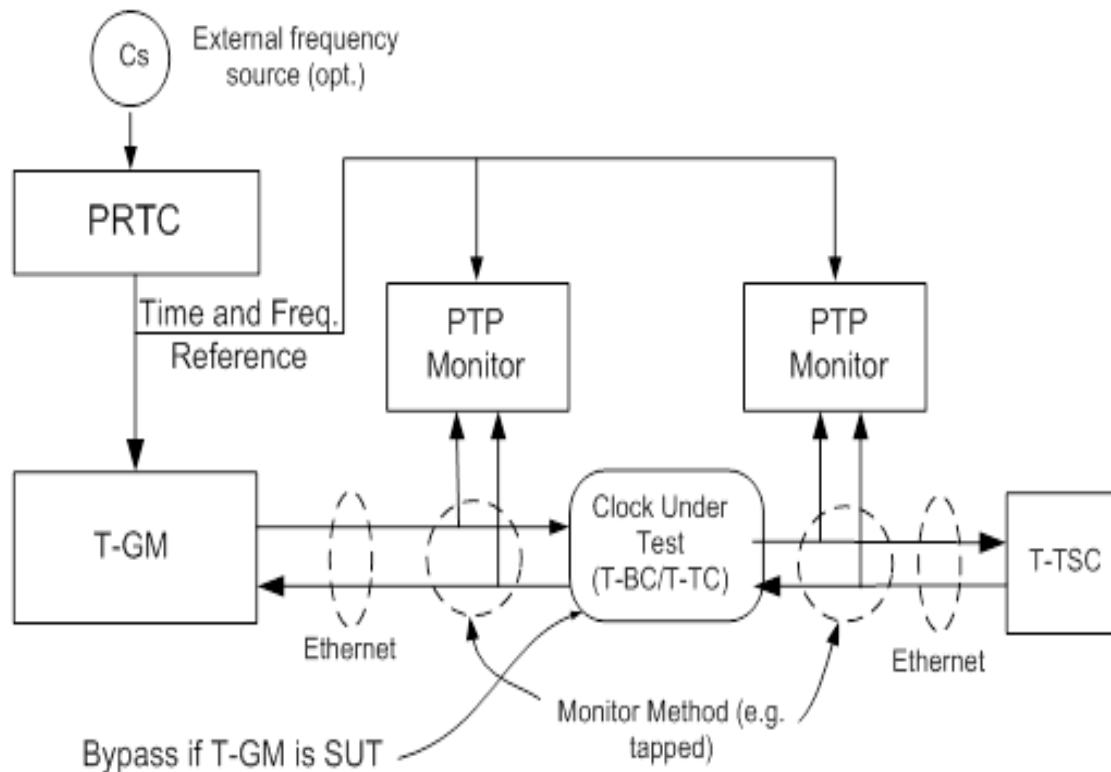 Cs
External frequency
source (opt.)
PRTC
Time and Freq.
Reference
PTP
Monitor
PTP
Monitor
T-GM
Clock Under
Test
(T-BC/T-TC)
T-TSC
Ethernet
Ethernet
Monitor Method (e.g.
tapped)
Bypass if T-GM is SUT